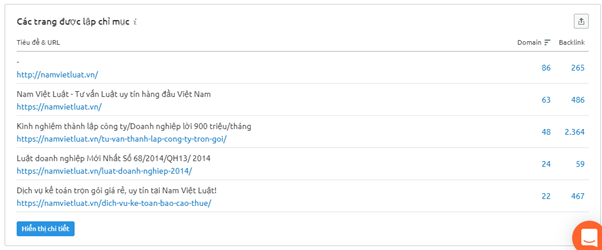 Các trang được lập chỉ mục i
Tiêu đề & URL Domain Backlink
-
http://namvietluat.vn/ 86 265
Nam Việt Luật - Tư vấn Luật uy tín hàng đầu Việt Nam
https://namvietluat.vn/ 63 486
Kinh nghiệm thành lập công ty/Doanh nghiệp lời 900 triệu/tháng
https://namvietluat.vn/tu-van-thanh-lap-cong-ty-tron-goi/ 48 2.364
Luật doanh nghiệp Mới Nhất Số 68/2014/QH13/ 2014
https://namvietluat.vn/luat-doanh-nghiep-2014/ 24 59
Dịch vụ kế toán trọn gói giá rẻ, uy tín tại Nam Việt Luật!
https://namvietluat.vn/dich-vu-ke-toan-bao-cao-thue/ 22 467
Hiển thị chi tiết